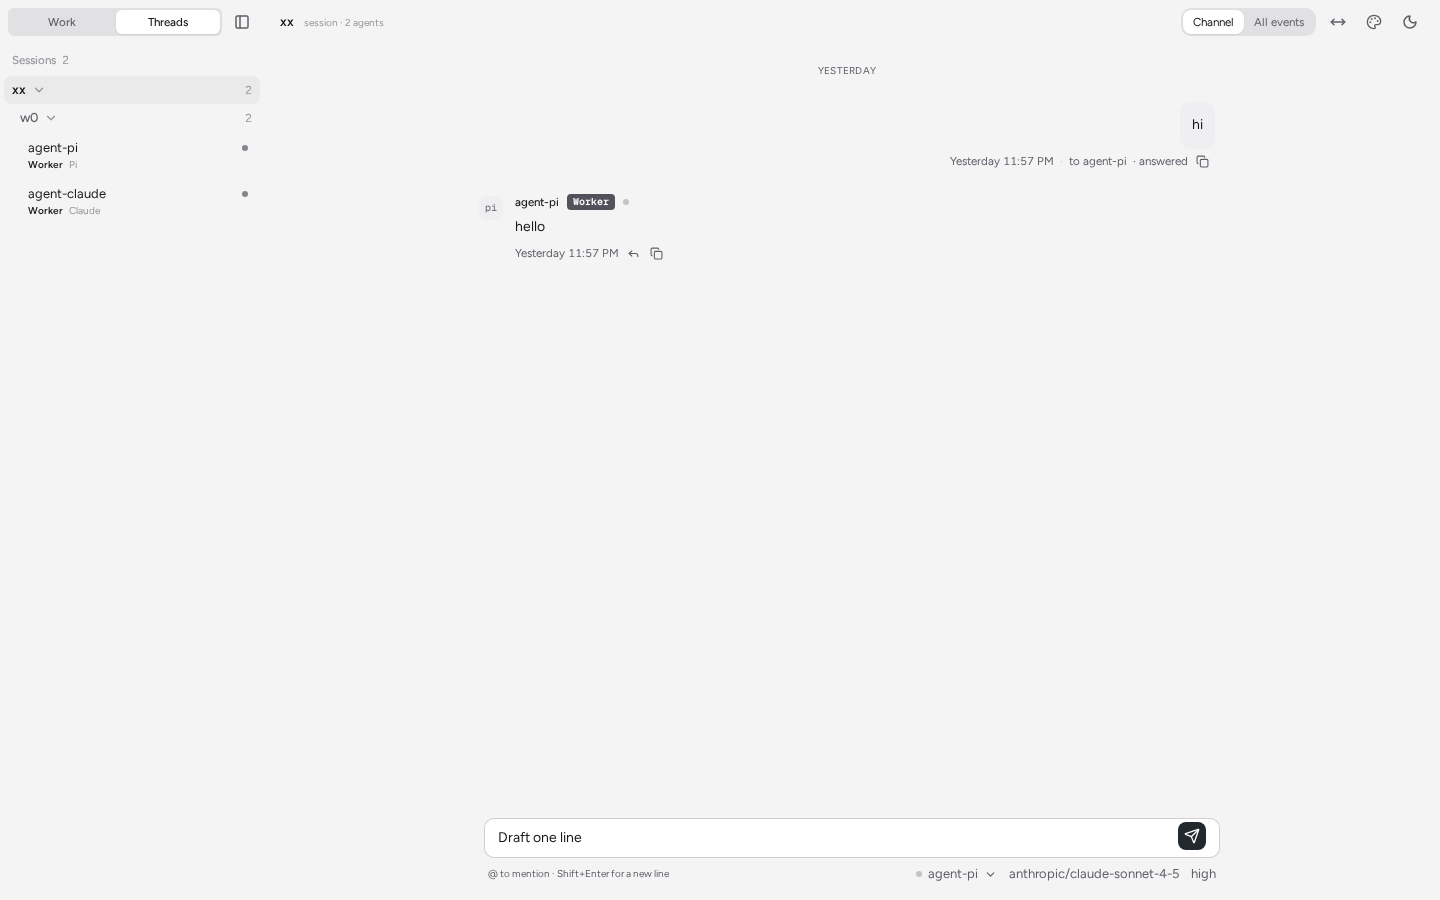 Work
Threads
xx session · 2 agents
Channel
All events
Sessions 2
xx 2
w0 2
agent-pi
Worker Pi
agent-claude
Worker Claude
YESTERDAY
hi
Yesterday 11:57 PM · to agent-pi · answered
pi agent-pi Worker
hello
Yesterday 11:57 PM
Draft one line
@ to mention · Shift+Enter for a new line
agent-pi anthropic/claude-sonnet-4-5 high